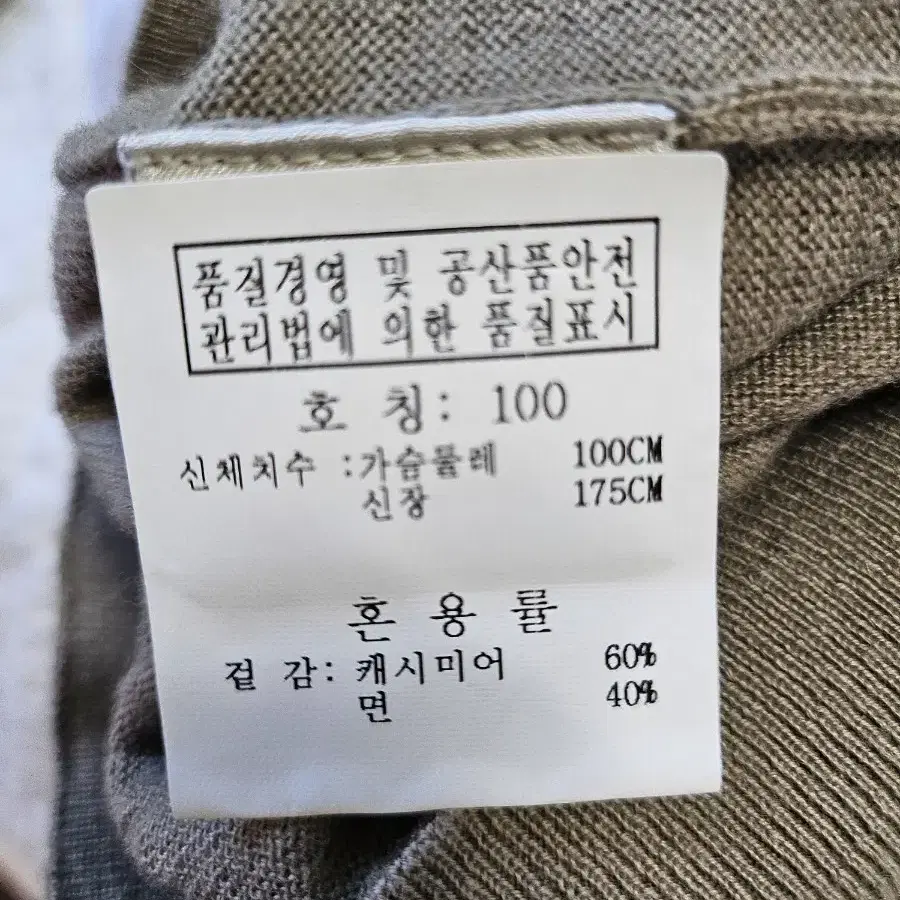 품질경영 및 공산품안전
관리법에 의한 품질표시
호 칭: 100
신체치수 :가슴둘레 100CM
신장 175CM
혼 용 률
겉 감: 캐시미어 60%
면 40%